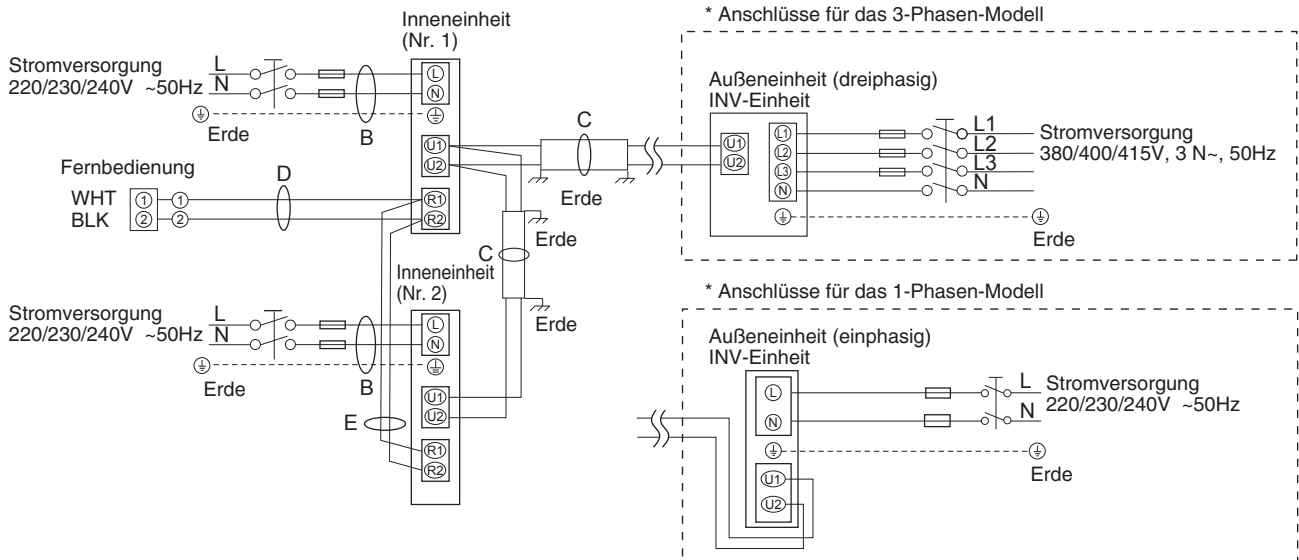 Inneneinheit
(Nr. 1)
Stromversorgung
220/230/240V ~50Hz
L
N
Erde
B
L
N
U1
U2
R1
R2
Fernbedienung
WHT
BLK
1
2
1
2
D
C
Erde
C
Erde
Erde
Inneneinheit
(Nr. 2)
Stromversorgung
220/230/240V ~50Hz
L
N
Erde
B
E
L
N
U1
U2
R1
R2
* Anschlüsse für das 3-Phasen-Modell
Außeneinheit (dreiphasig)
INV-Einheit
U1
U2
L1
L2
L3
N
L1
L2
L3
N
Stromversorgung
380/400/415V, 3 N~, 50Hz
Erde
* Anschlüsse für das 1-Phasen-Modell
Außeneinheit (einphasig)
INV-Einheit
L
N
U1
U2
L
N
Stromversorgung
220/230/240V ~50Hz
Erde